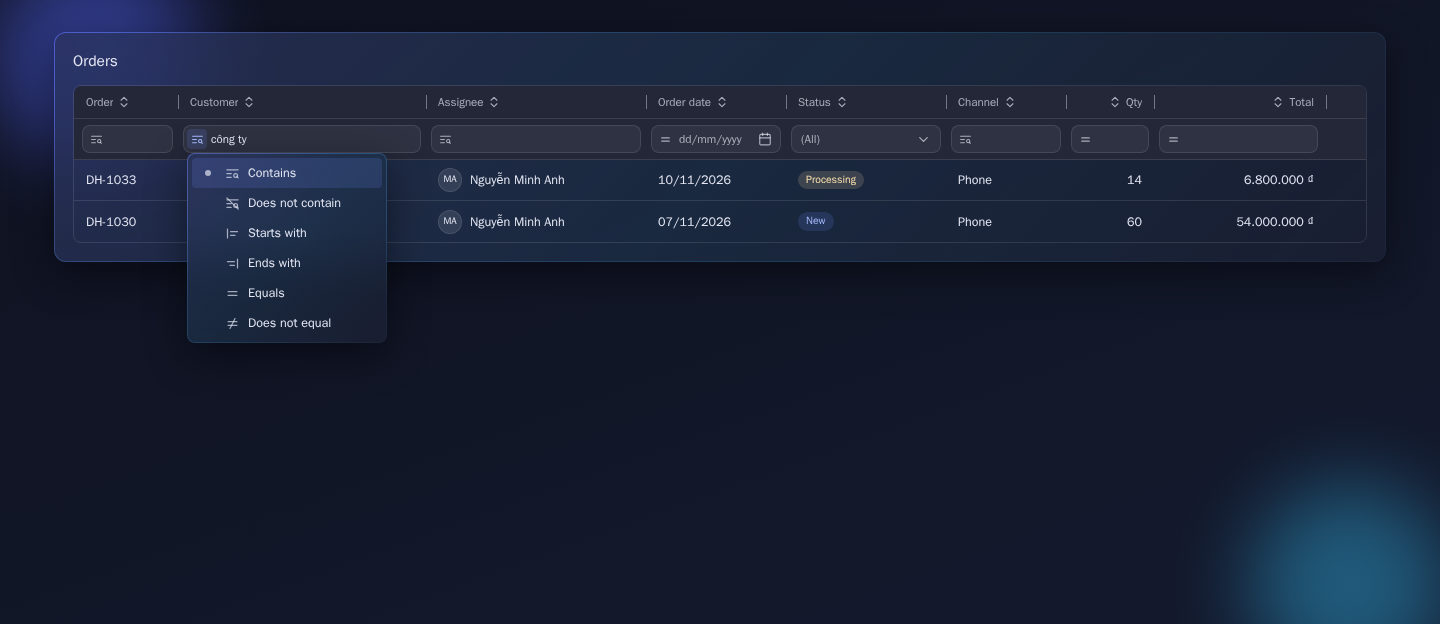 Orders
Order Customer Assignee Order date Status Channel Qty Total
công ty dd/mm/yyyy (All)
DH-1033 MA Nguyễn Minh Anh 10/11/2026 Processing Phone 14 6.800.000 ₫
DH-1030 MA Nguyễn Minh Anh 07/11/2026 New Phone 60 54.000.000 ₫
Contains
Does not contain
Starts with
Ends with
Equals
Does not equal